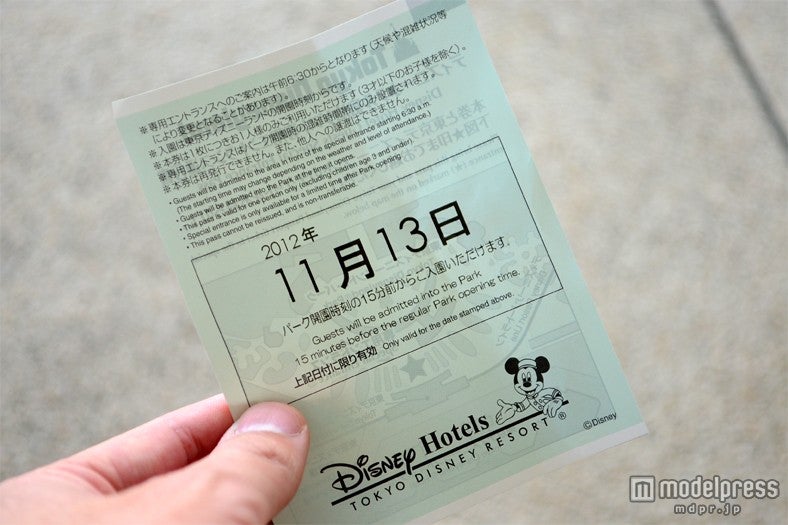 ※専用エントランスへのご案内は午前6:30からとなります(天候や混雑状況等
により変更となることがあります)。
※入園は東京ディズニーランドの開園時刻からです。
※本券は1枚につきお1人様のみご利用いただけます(3才以下のお子様を除く)。
※専用エントランスはパーク開園時の混雑時間帯にのみ設置されます。
※本券は再発行できません。また、他人への譲渡はできません。
・Guests will be admitted to the area in front of the special entrance starting 6:30 a.m.
(The starting time may change depending on the weather and level of attendance.)
・Guests will be admitted into the Park at the time it opens.
・This pass is valid for one person only (excluding children age 3 and under).
・Special entrance is only available for a limited time after Park opening.
・This pass cannot be reissued, and is non-transferable.
2012年
11月13日
パーク開園時刻の15分前からご入園いただけます。
Guests will be admitted into the Park
15 minutes before the regular Park opening time.
上記日付に限り有効 Only valid for the date stamped above.
Disney Hotels
TOKYO DISNEY RESORT®
©Disney
modelpress
mdpr.jp